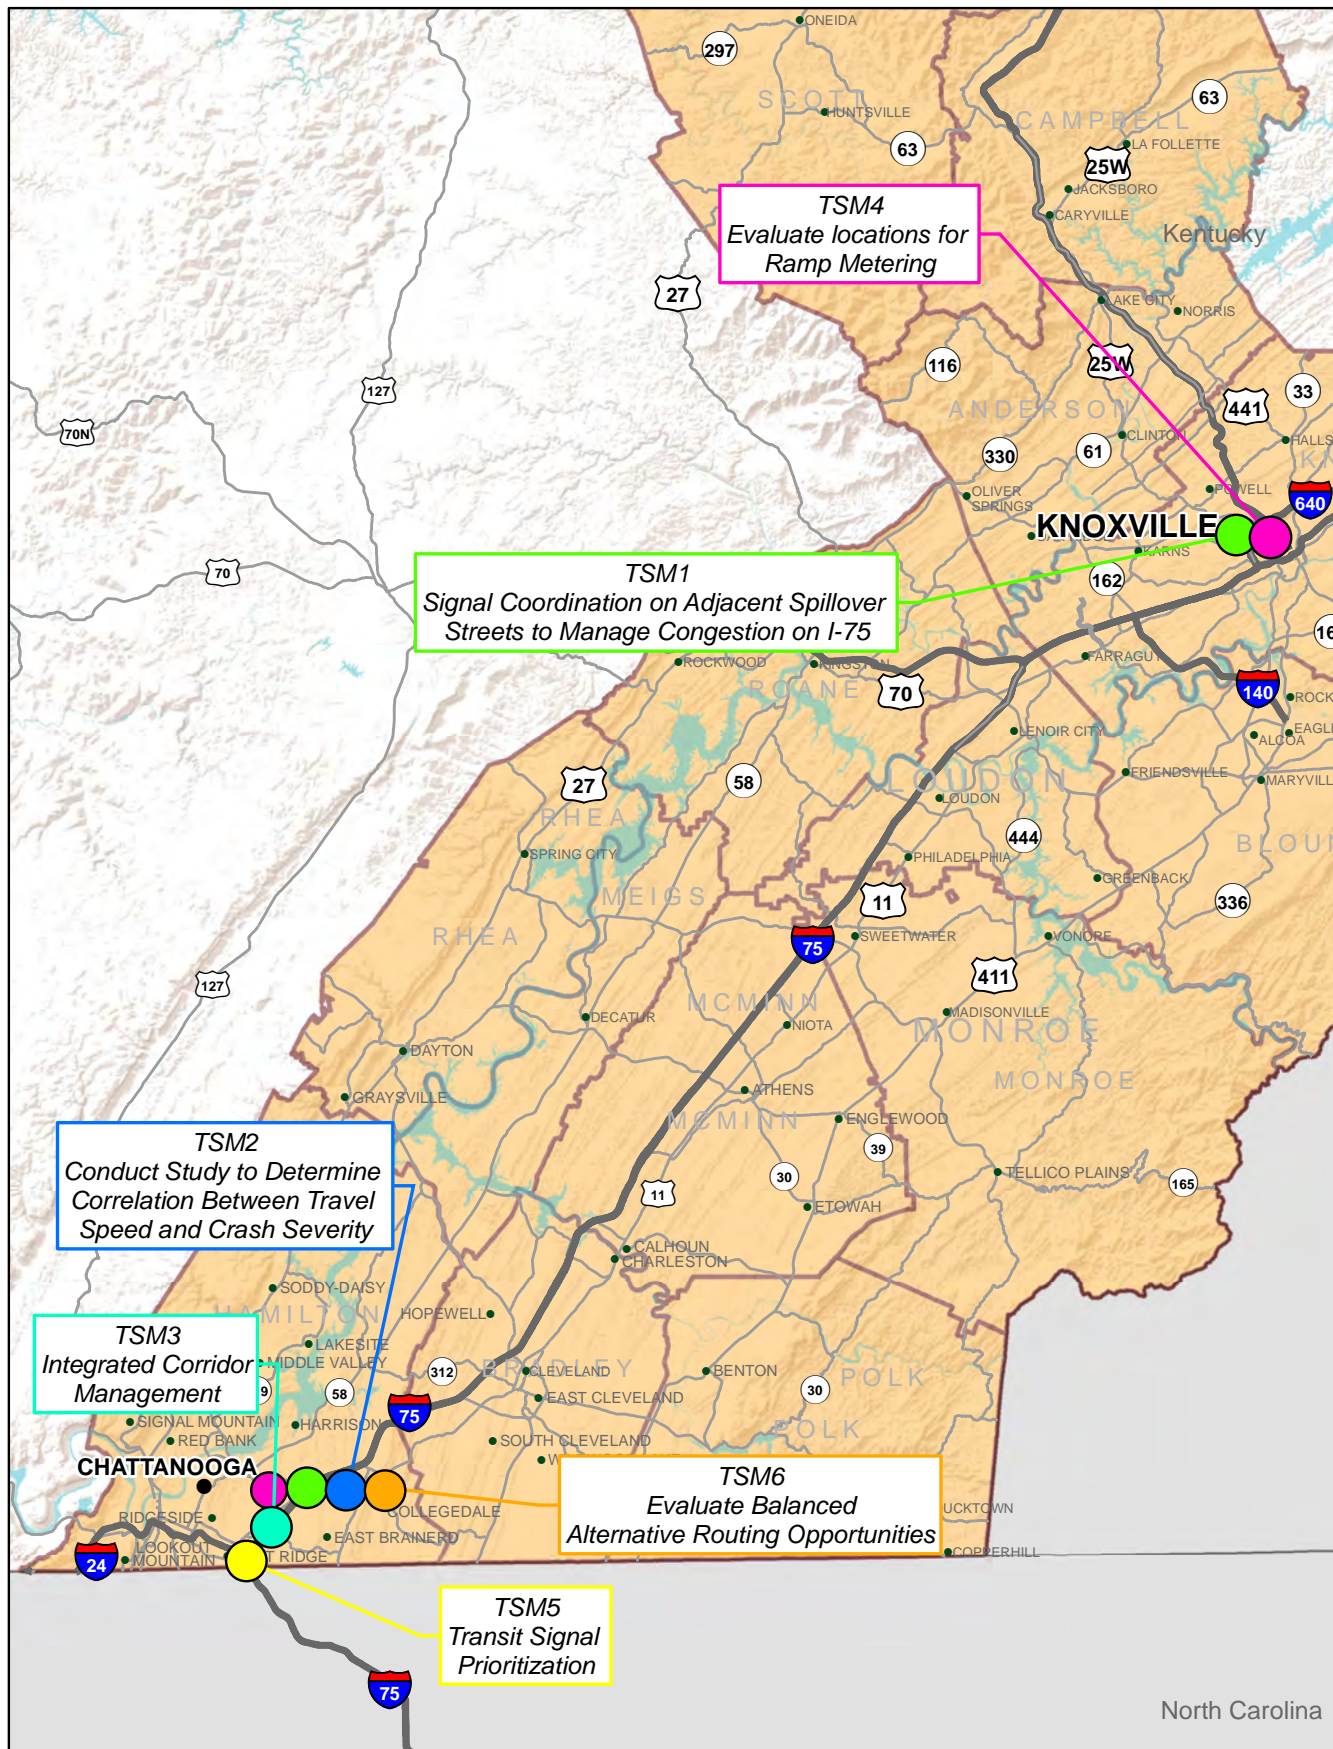 ONEIDA
297
SCOTT
HUNTSVILLE
63
63
CAMPBELL
LA FOLLETTE
25W
JACKSBORO
CARYVILLE
Kentucky
TSM4
Evaluate locations for
Ramp Metering
27
LAKE CITY
NORRIS
127
116
25W
441
33
ANDERSON
70N
CLINTON
HALLS
330
61
POWELL
OLIVER
SPRINGS
640
KNOXVILLE
KARNS
70
162
TSM1
Signal Coordination on Adjacent Spillover
Streets to Manage Congestion on I-75
ROCKWOOD
KINGSTON
FARRAGUT
ROANE
70
140
LENOIR CITY
ALCOA
27
58
LOUDON
FRIENDSVILLE
RHEA
LOUDON
444
SPRING CITY
PHILADELPHIA
MEIGS
GREENBACK
11
336
RHEA
75
SWEETWATER
VONORE
127
411
MCMINN
DECATUR
NIOTA
MADISONVILLE
MONROE
DAYTON
MONROE
GRAYSVILLE
ATHENS
MCMINN
ENGLEWOOD
TSM2
Conduct Study to Determine
Correlation Between Travel
Speed and Crash Severity
39
30
TELLICO PLAINS
165
11
ETOWAH
CALHOUN
CHARLESTON
SODDY-DAISY
HAMILTON
HOPEWELL
TSM3
Integrated Corridor
Management
LAKESITE
MIDDLE VALLEY
312
BRADLEY
CLEVELAND
BENTON
POLK
58
30
EAST CLEVELAND
75
SIGNAL MOUNTAIN
HARRISON
POLK
RED BANK
SOUTH CLEVELAND
CHATTANOOGA
TSM6
Evaluate Balanced
Alternative Routing Opportunities
RIDGESIDE
COLLEGEDALE
EAST BRAINERD
LOOKOUT
MOUNTAIN
RIDGE
COPPERHILL
24
TSM5
Transit Signal
Prioritization
75
North Carolina